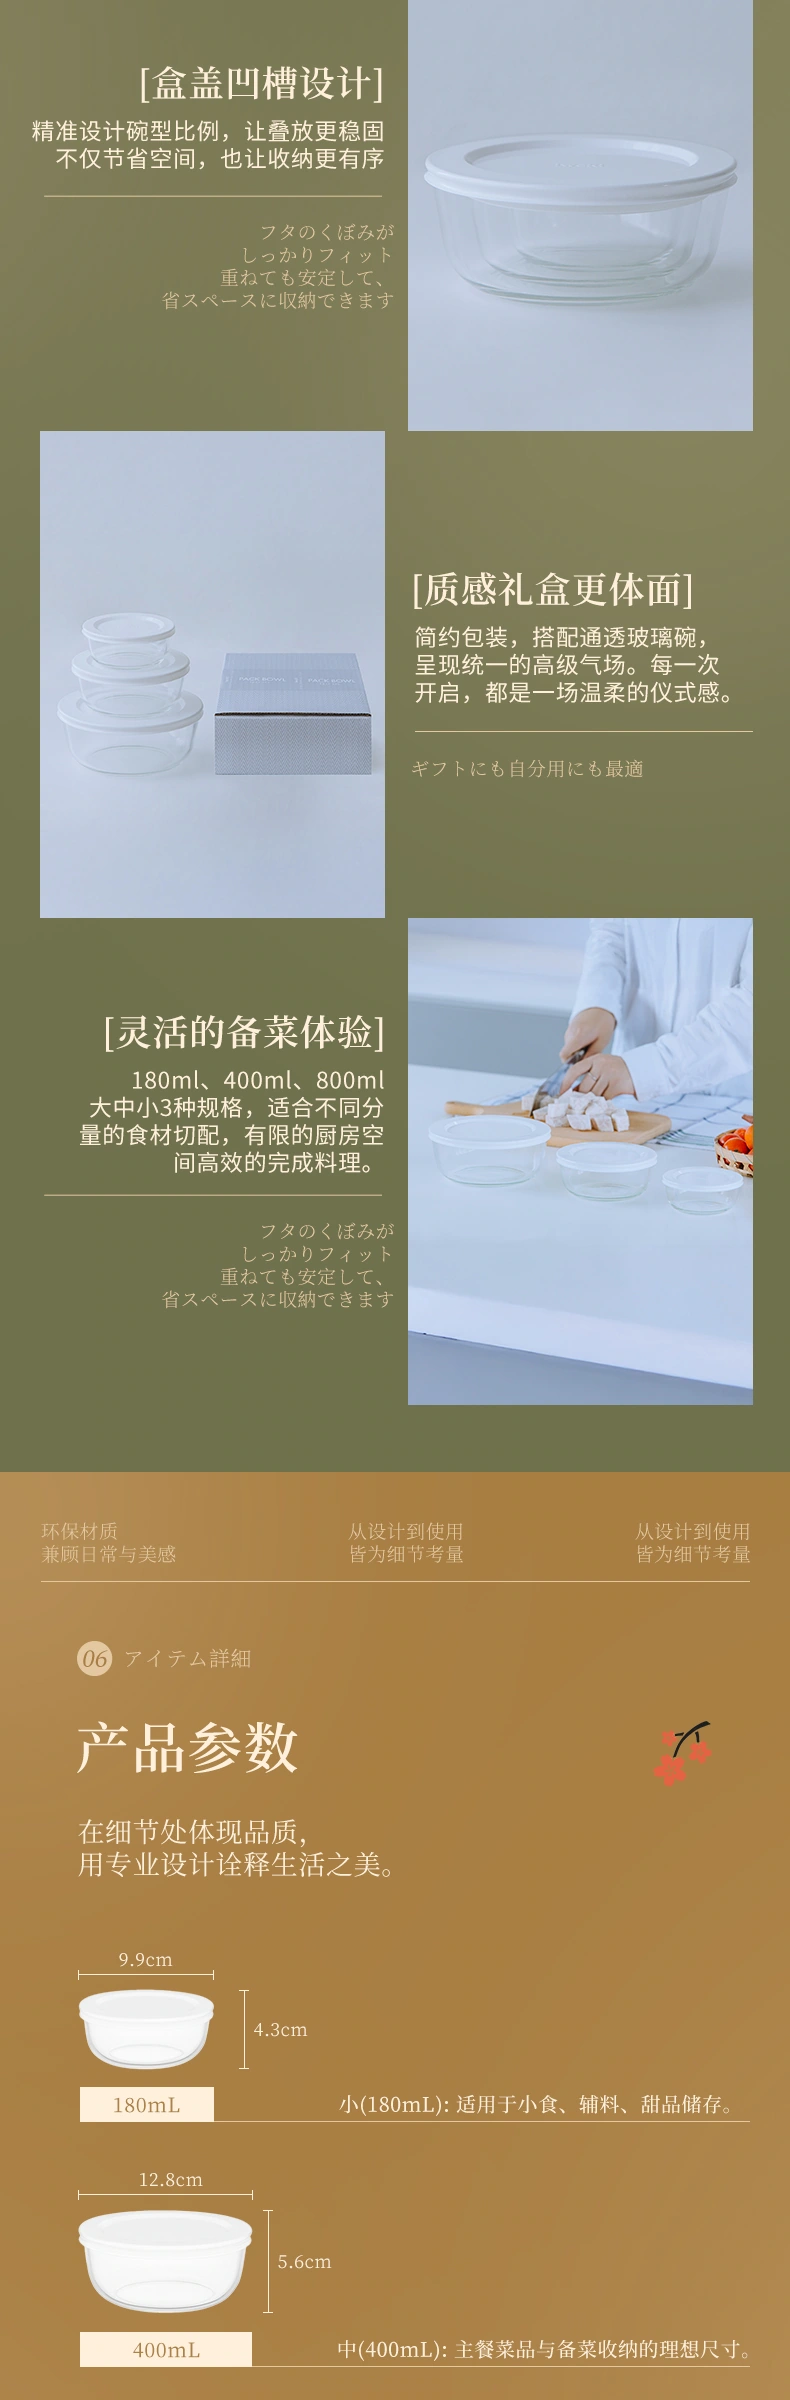 [盒盖凹槽设计]
精准设计碗型比例，让叠放更稳固
不仅节省空间，也让收纳更有序
フタのくぼみが
しっかりフィット
重ねても安定して、
省スペースに収納できます
PACK BOWL
PACK BOWL
[质感礼盒更体面]
简约包装，搭配通透玻璃碗，
呈现统一的高级气场。每一次
开启，都是一场温柔的仪式感。
ギフトにも自分用にも最適
[灵活的备菜体验]
180ml、400ml、800ml
大中小3种规格，适合不同分
量的食材切配，有限的厨房空
间高效的完成料理。
フタのくぼみが
しっかりフィット
重ねても安定して、
省スペースに収納できます
环保材质
兼顾日常与美感
从设计到使用
皆为细节考量
从设计到使用
皆为细节考量
06 アイテム詳細
产品参数
在细节处体现品质，
用专业设计诠释生活之美。
9.9cm
4.3cm
180mL
小(180mL): 适用于小食、辅料、甜品储存。
12.8cm
5.6cm
400mL
中(400mL): 主餐菜品与备菜收纳的理想尺寸。